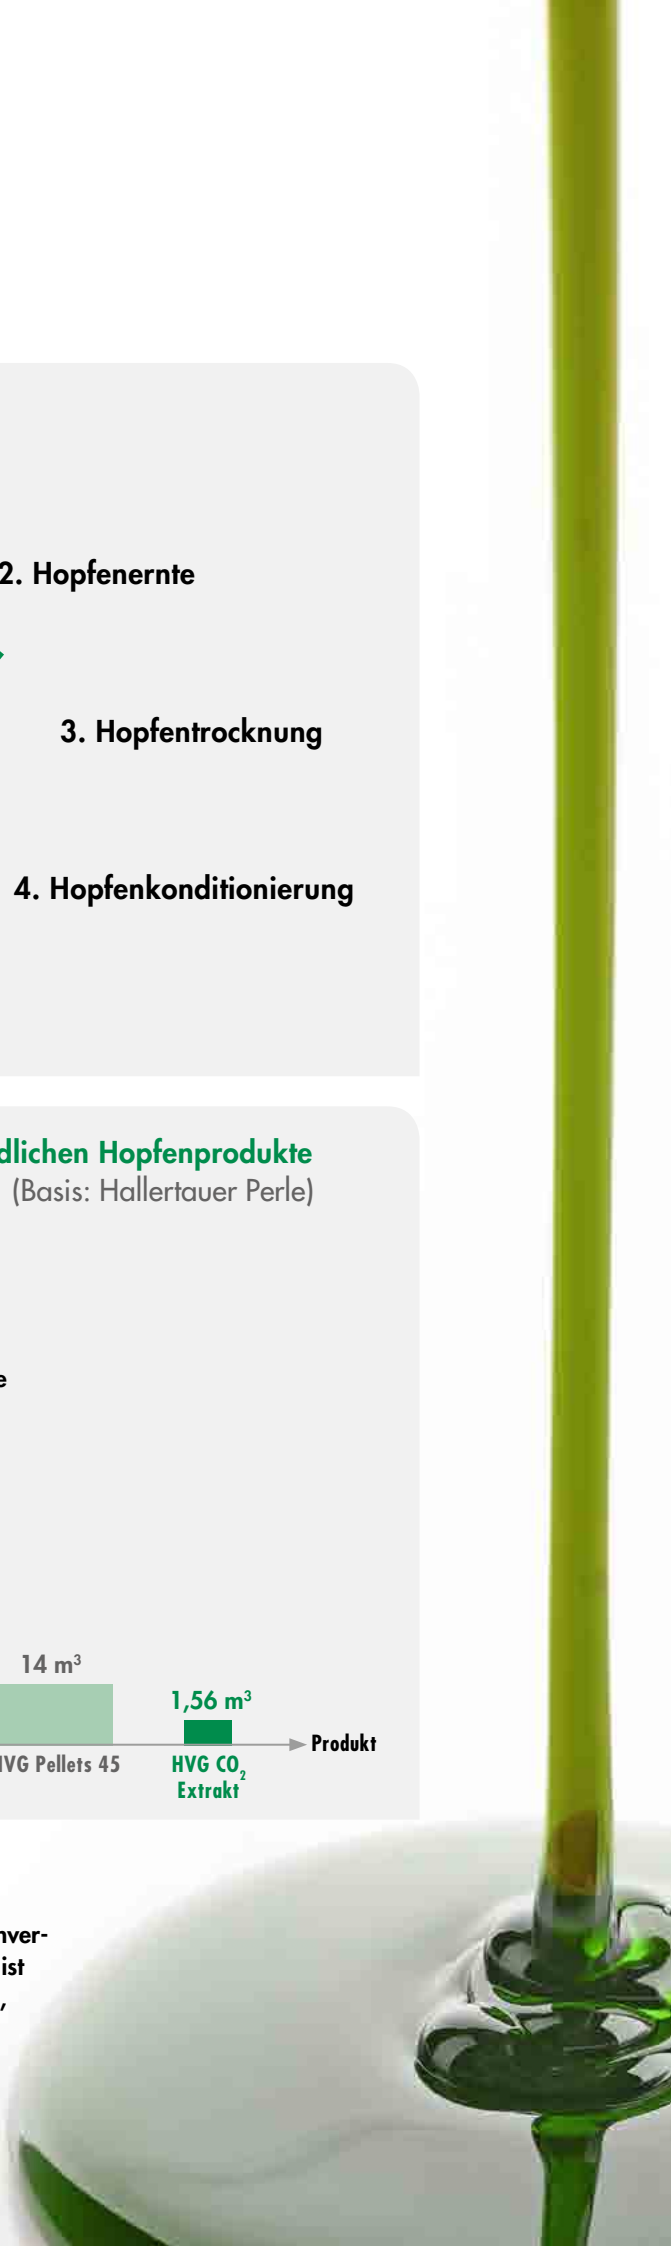 2. Hopfenernte
3. Hopfentrocknung
4. Hopfenkonditionierung
dlichen Hopfenprodukte
(Basis: Hallertauer Perle)
e
14 m³
1,56 m³
Produkt
VG Pellets 45
HVG CO₂
Extrakt
nver-
ist
,